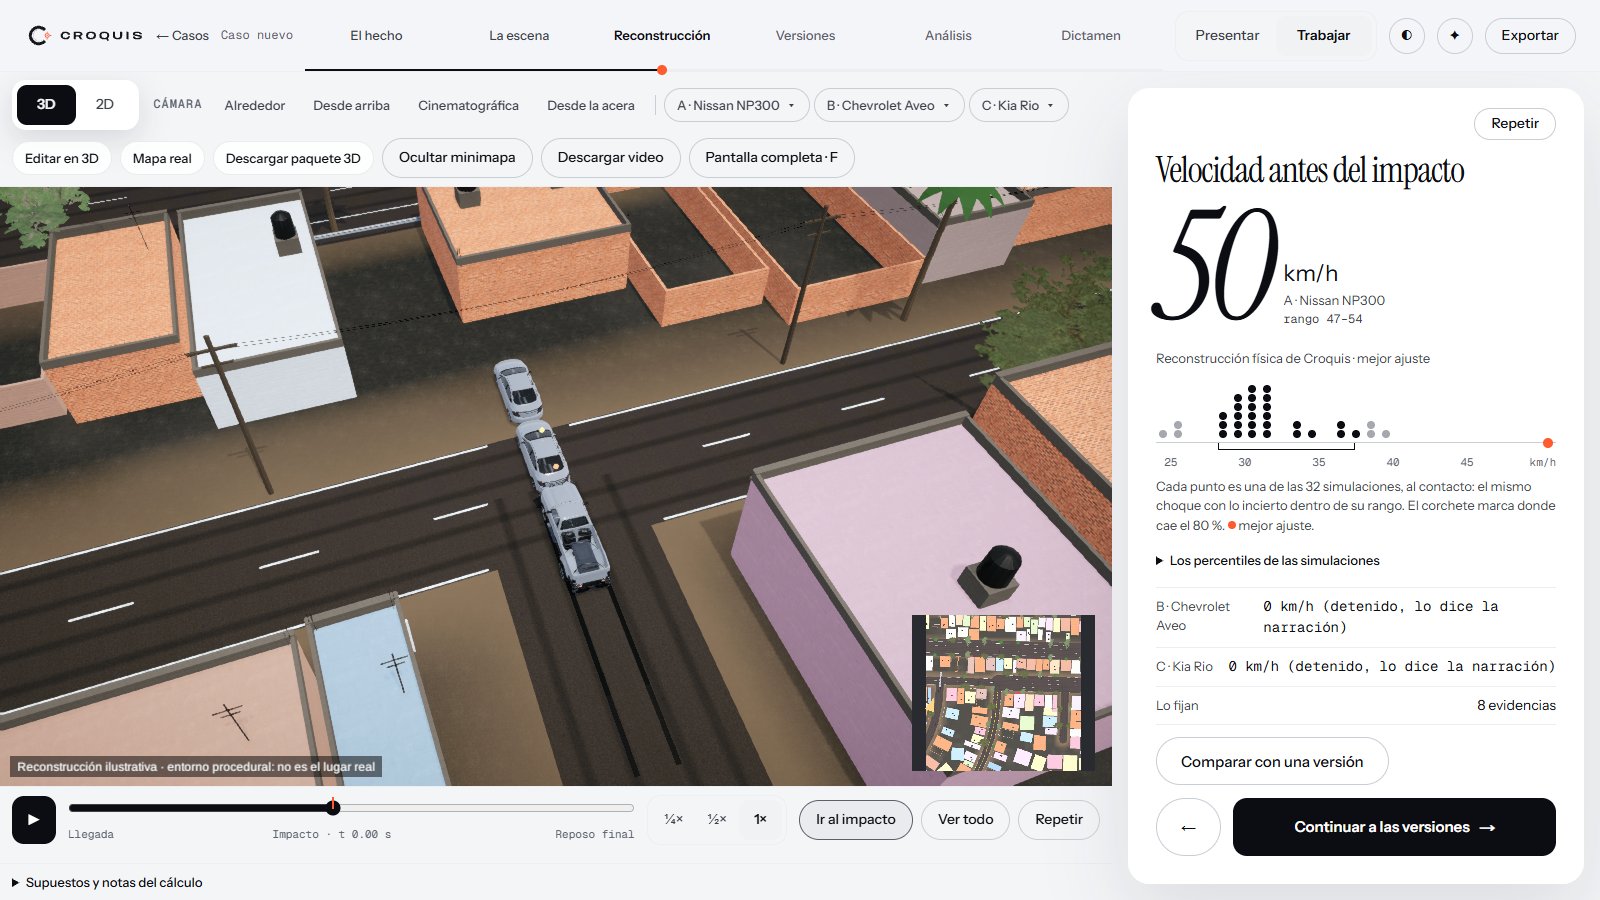 CROQUIS
← Casos
Caso nuevo
El hecho
La escena
Reconstrucción
Versiones
Análisis
Dictamen
Presentar
Trabajar
Exportar
3D
2D
CÁMARA
Alrededor
Desde arriba
Cinematográfica
Desde la acera
A · Nissan NP300
B · Chevrolet Aveo
C · Kia Rio
Editar en 3D
Mapa real
Descargar paquete 3D
Ocultar minimapa
Descargar video
Pantalla completa · F
Reconstrucción ilustrativa · entorno procedural: no es el lugar real
Llegada
Impacto · t 0.00 s
Reposo final
¼×
½×
1×
Ir al impacto
Ver todo
Repetir
Supuestos y notas del cálculo
Repetir
Velocidad antes del impacto
50 km/h
A · Nissan NP300
rango 47–54
Reconstrucción física de Croquis · mejor ajuste
25 30 35 40 45 km/h
Cada punto es una de las 32 simulaciones, al contacto: el mismo
choque con lo incierto dentro de su rango. El corchete marca donde
cae el 80 %. mejor ajuste.
Los percentiles de las simulaciones
B · Chevrolet Aveo
0 km/h (detenido, lo dice la narración)
C · Kia Rio
0 km/h (detenido, lo dice la narración)
Lo fijan
8 evidencias
Comparar con una versión
←
Continuar a las versiones →